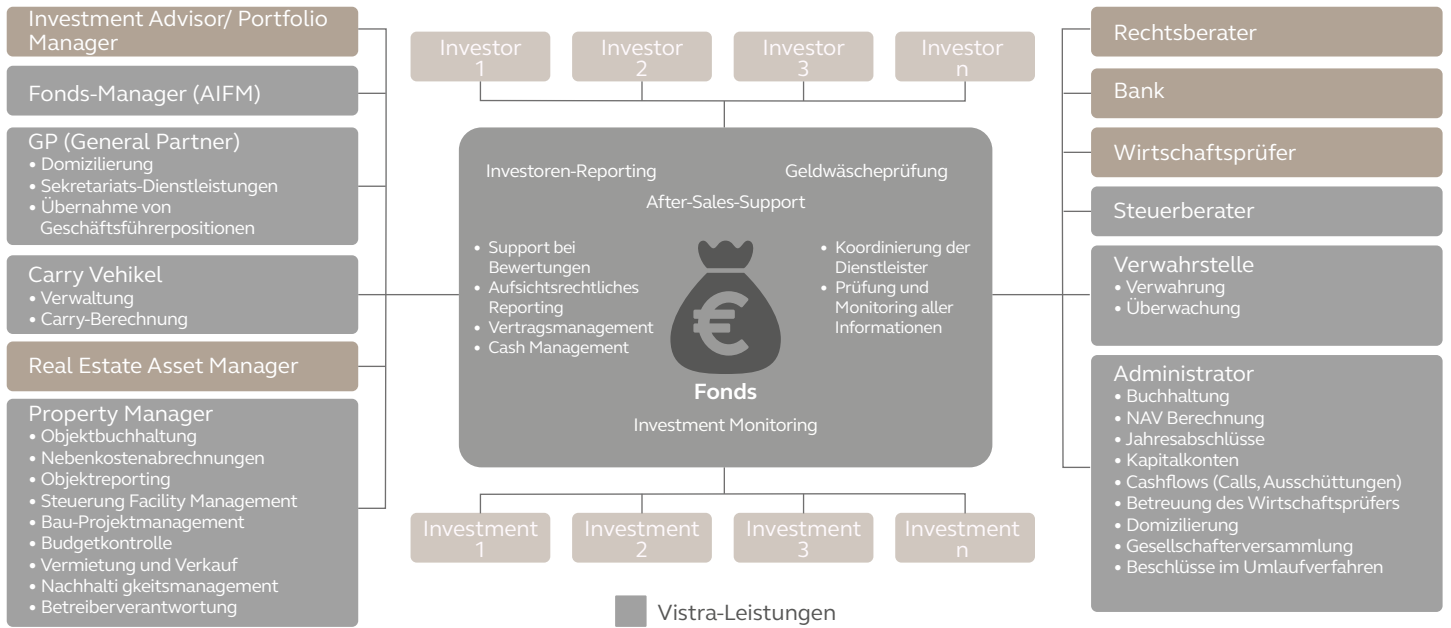 Investment Advisor/ Portfolio
Manager
Fonds-Manager (AIFM)
GP (General Partner)
• Domizilierung
• Sekretariats-Dienstleistungen
• Übernahme von
Geschäftsführerpositionen
Carry Vehikel
• Verwaltung
• Carry-Berechnung
Real Estate Asset Manager
Property Manager
• Objektbuchhaltung
• Nebenkostenabrechnungen
• Objektreporting
• Steuerung Facility Management
• Bau-Projektmanagement
• Budgetkontrolle
• Vermietung und Verkauf
• Nachhalti gkeitsmanagement
• Betreiberverantwortung
Investor
1
Investor
2
Investor
3
Investor
n
Investoren-Reporting
Geldwäscheprüfung
After-Sales-Support
• Support bei
Bewertungen
• Aufsichtsrechtliches
Reporting
• Vertragsmanagement
• Cash Management
€
• Koordinierung der
Dienstleister
• Prüfung und
Monitoring aller
Informationen
Fonds
Investment Monitoring
Investment
1
Investment
2
Investment
3
Investment
n
Vistra-Leistungen
Rechtsberater
Bank
Wirtschaftsprüfer
Steuerberater
Verwahrstelle
• Verwahrung
• Überwachung
Administrator
• Buchhaltung
• NAV Berechnung
• Jahresabschlüsse
• Kapitalkonten
• Cashflows (Calls, Ausschüttungen)
• Betreuung des Wirtschaftsprüfers
• Domizilierung
• Gesellschafterversammlung
• Beschlüsse im Umlaufverfahren